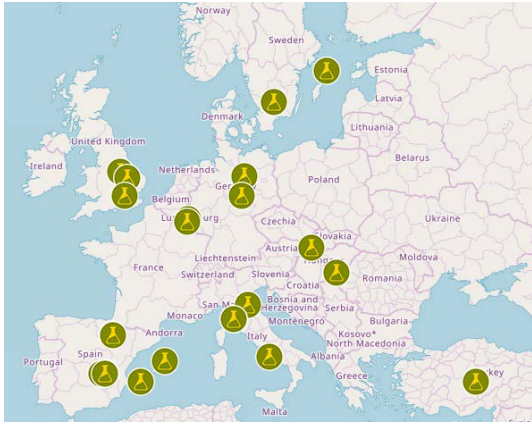 Norway
Sweden
Estonia
Latvia
Denmark
Lithuania
United Kingdom
Ireland
Netherlands
Belarus
Poland
Belgium
Ukraine
Czechia
Slovakia
Austria
Moldova
France
Liechtenstein
Switzerland
Slovenia
Romania
Croatia
Monaco
Bosnia and
Herzegovina
Serbia
Montenegro
Bulgaria
Andorra
Italy
Kosovo*
North Macedonia
Portugal
Spain
Albania
Greece
Malta